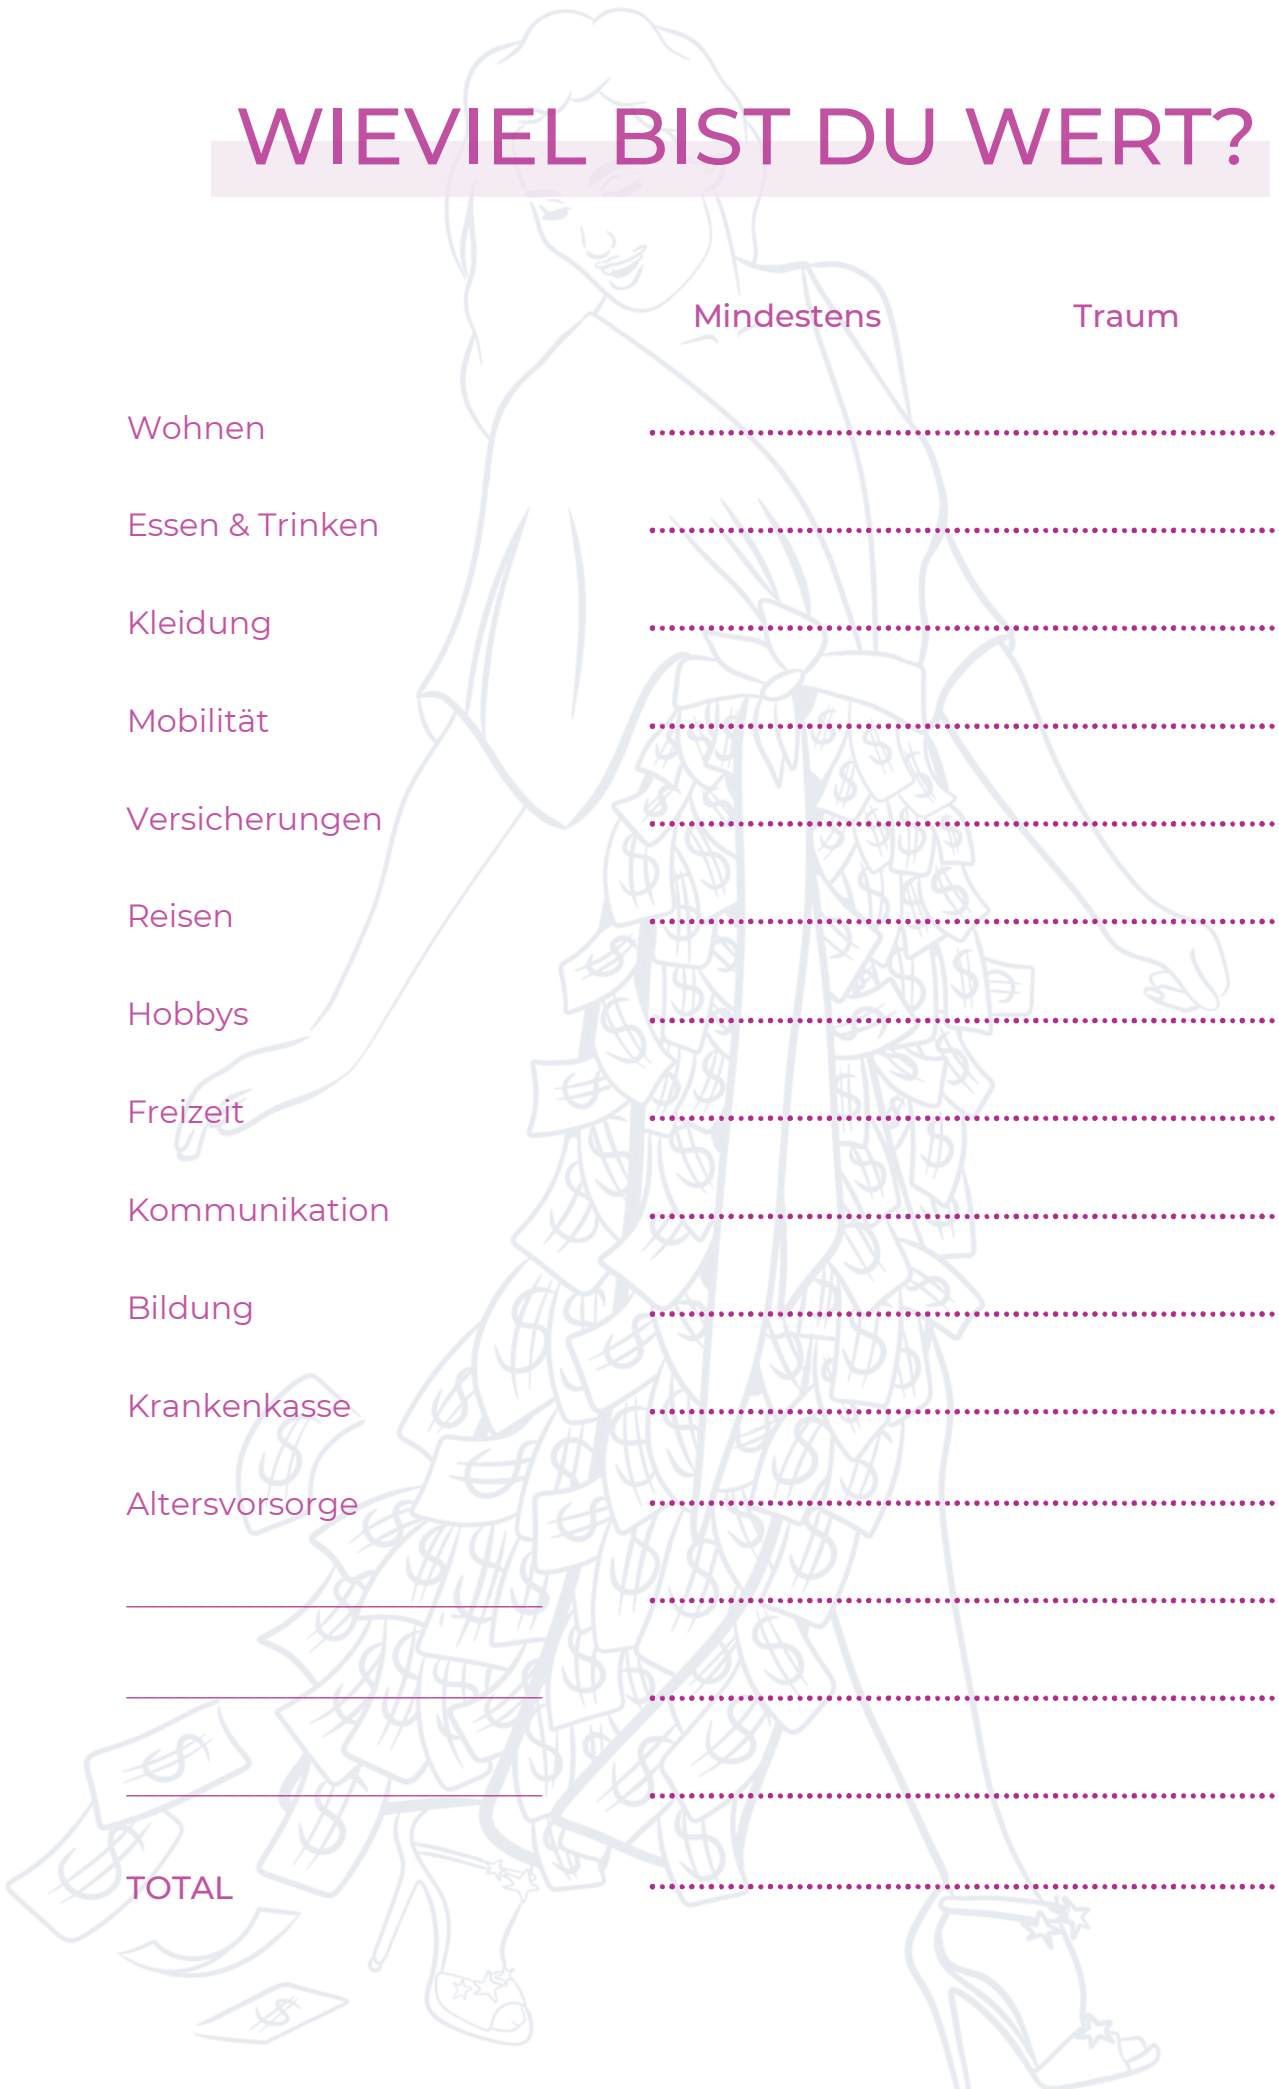 WIEVIEL BIST DU WERT?
Mindestens Traum
Wohnen
Essen & Trinken
Kleidung
Mobilität
Versicherungen
Reisen
Hobbys
Freizeit
Kommunikation
Bildung
Krankenkasse
Altersvorsorge
TOTAL